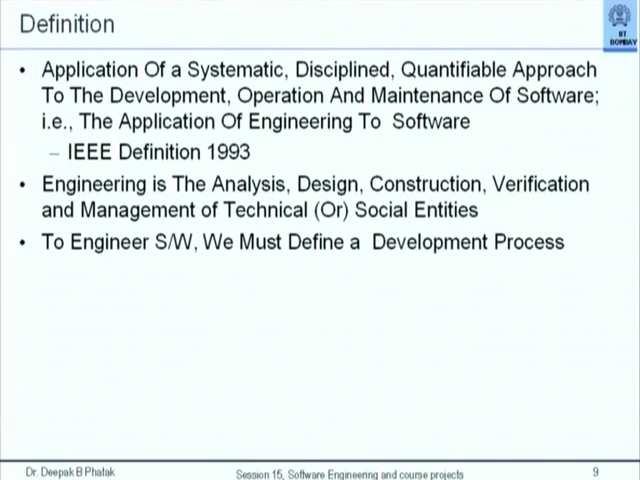 Definition
IIT
BOMBAY
• Application Of a Systematic, Disciplined, Quantifiable Approach
To The Development, Operation And Maintenance Of Software;
i.e., The Application Of Engineering To Software
– IEEE Definition 1993
• Engineering is The Analysis, Design, Construction, Verification
and Management of Technical (Or) Social Entities
• To Engineer S/W, We Must Define a Development Process
Dr. Deepak B Phatak
Session 15, Software Engineering and course projects
9